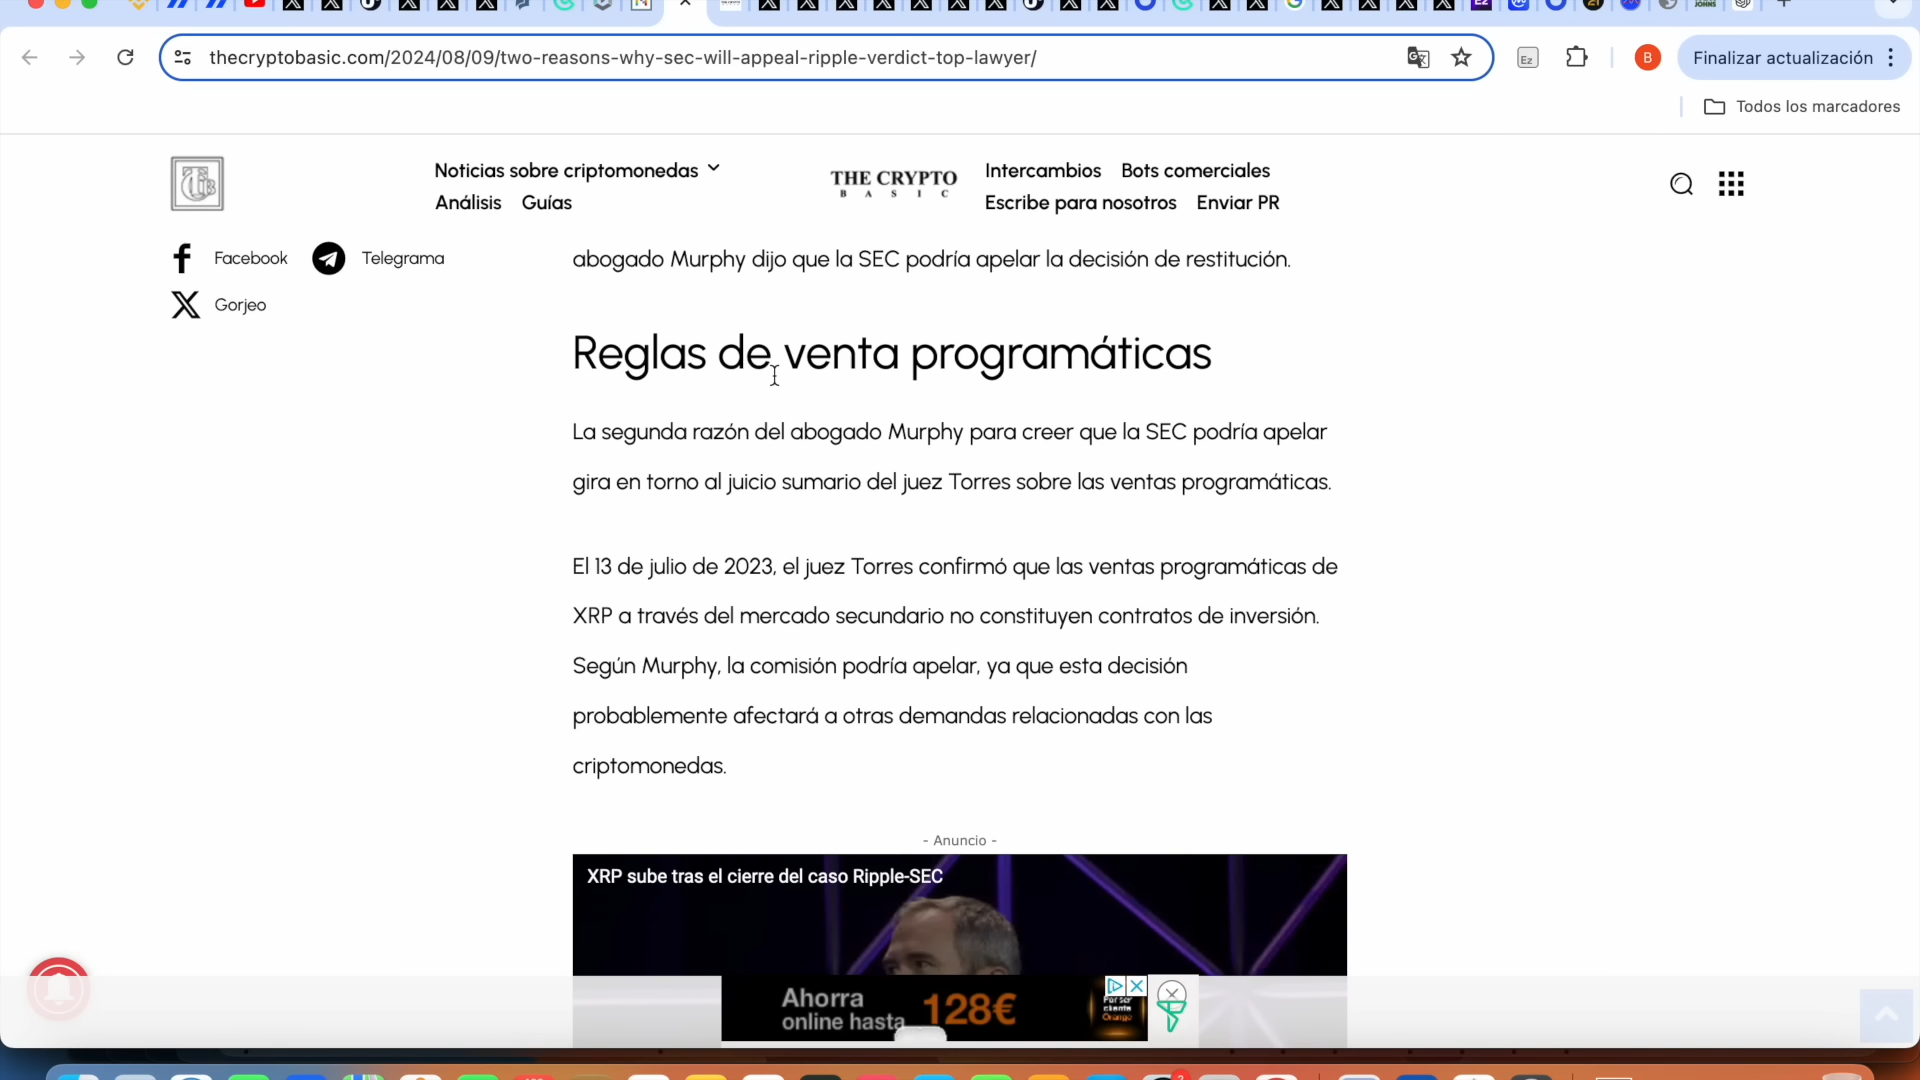 thecryptobasic.com/2024/08/09/two-reasons-why-sec-will-appeal-ripple-verdict-top-lawyer/
Ez
B
Finalizar actualización
Todos los marcadores
Noticias sobre criptomonedas
Análisis Guías
THE CRYPTO
BASIC
Intercambios Bots comerciales
Escribe para nosotros Enviar PR
Facebook
Telegrama
Gorjeo
abogado Murphy dijo que la SEC podría apelar la decisión de restitución.
Reglas de venta programáticas
La segunda razón del abogado Murphy para creer que la SEC podría apelar
gira en torno al juicio sumario del juez Torres sobre las ventas programáticas.
El 13 de julio de 2023, el juez Torres confirmó que las ventas programáticas de
XRP a través del mercado secundario no constituyen contratos de inversión.
Según Murphy, la comisión podría apelar, ya que esta decisión
probablemente afectará a otras demandas relacionadas con las
criptomonedas.
- Anuncio -
XRP sube tras el cierre del caso Ripple-SEC
Ahorra
online hasta
128€
Por ser
cliente
Orange